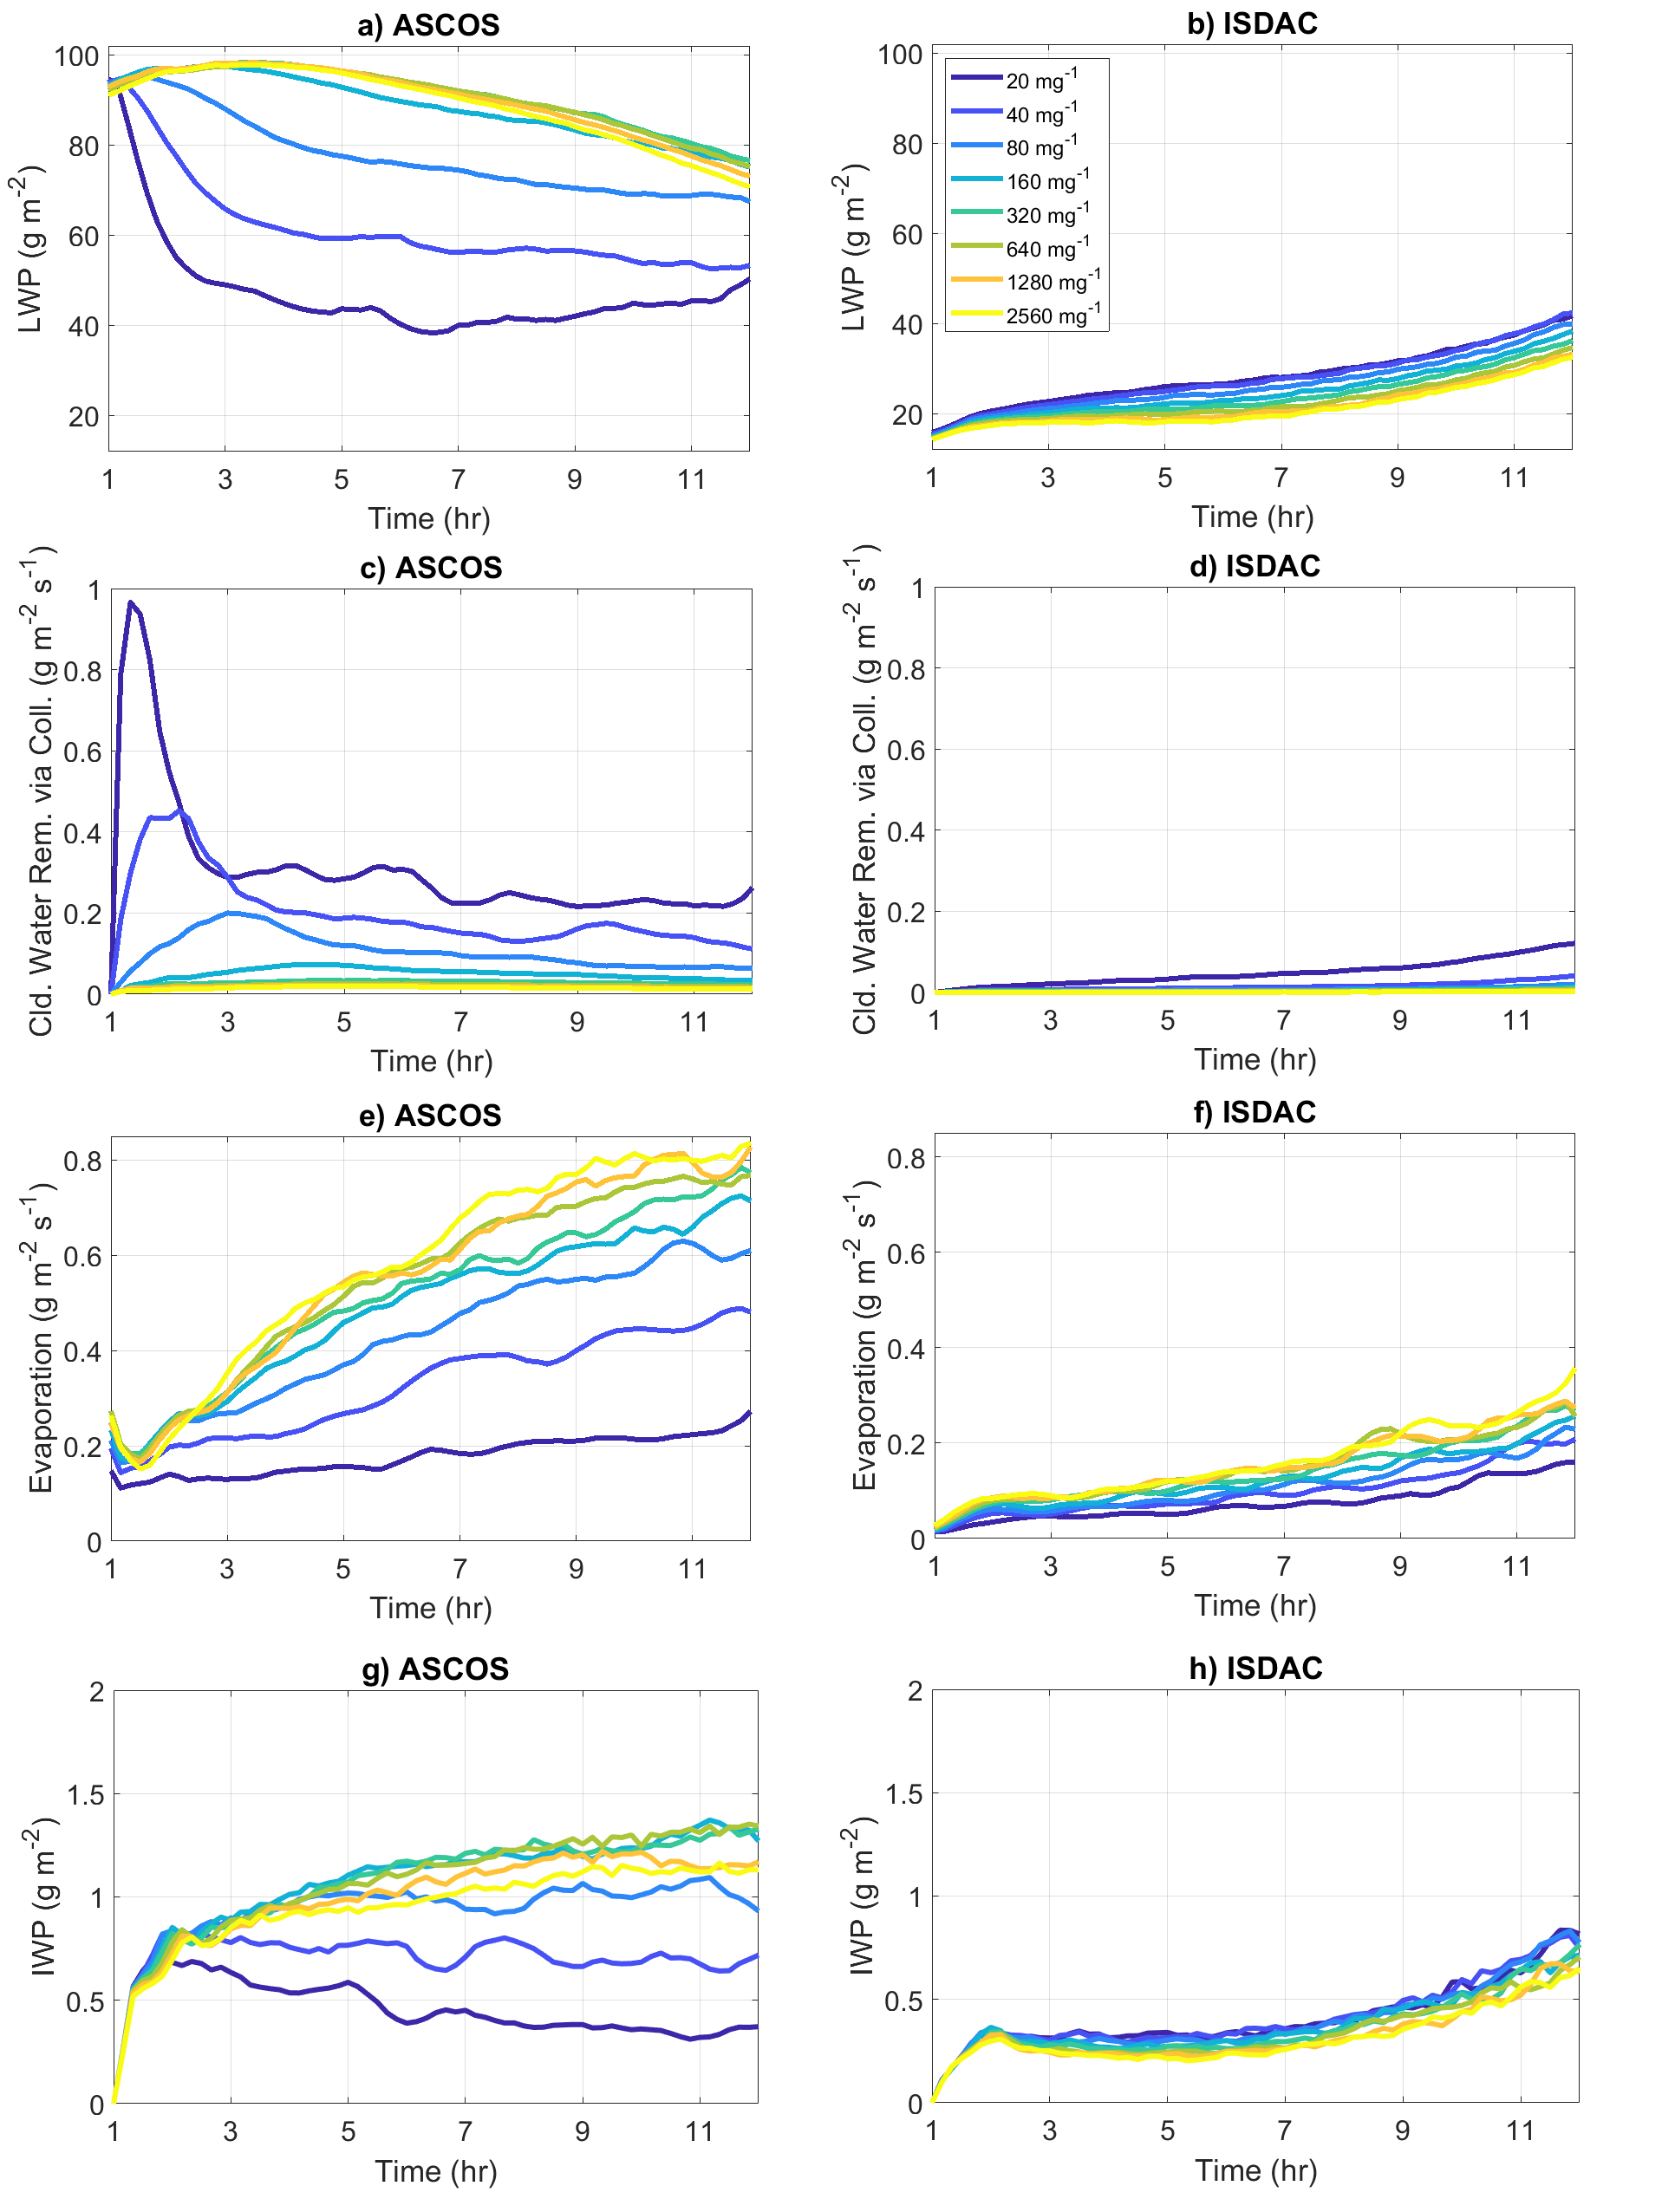 a) ASCOS
LWP (g m-2)
100
80
60
40
20
1 3 5 7 9 11
Time (hr)
b) ISDAC
LWP (g m-2)
100
80
60
40
20
20 mg-1
40 mg-1
80 mg-1
160 mg-1
320 mg-1
640 mg-1
1280 mg-1
2560 mg-1
1 3 5 7 9 11
Time (hr)
c) ASCOS
Cld. Water Rem. via Coll. (g m-2 s-1)
1
0.8
0.6
0.4
0.2
0
1 3 5 7 9 11
Time (hr)
d) ISDAC
Cld. Water Rem. via Coll. (g m-2 s-1)
1
0.8
0.6
0.4
0.2
0
1 3 5 7 9 11
Time (hr)
e) ASCOS
Evaporation (g m-2 s-1)
0.8
0.6
0.4
0.2
0
1 3 5 7 9 11
Time (hr)
f) ISDAC
Evaporation (g m-2 s-1)
0.8
0.6
0.4
0.2
0
1 3 5 7 9 11
Time (hr)
g) ASCOS
IWP (g m-2)
2
1.5
1
0.5
0
1 3 5 7 9 11
Time (hr)
h) ISDAC
IWP (g m-2)
2
1.5
1
0.5
0
1 3 5 7 9 11
Time (hr)